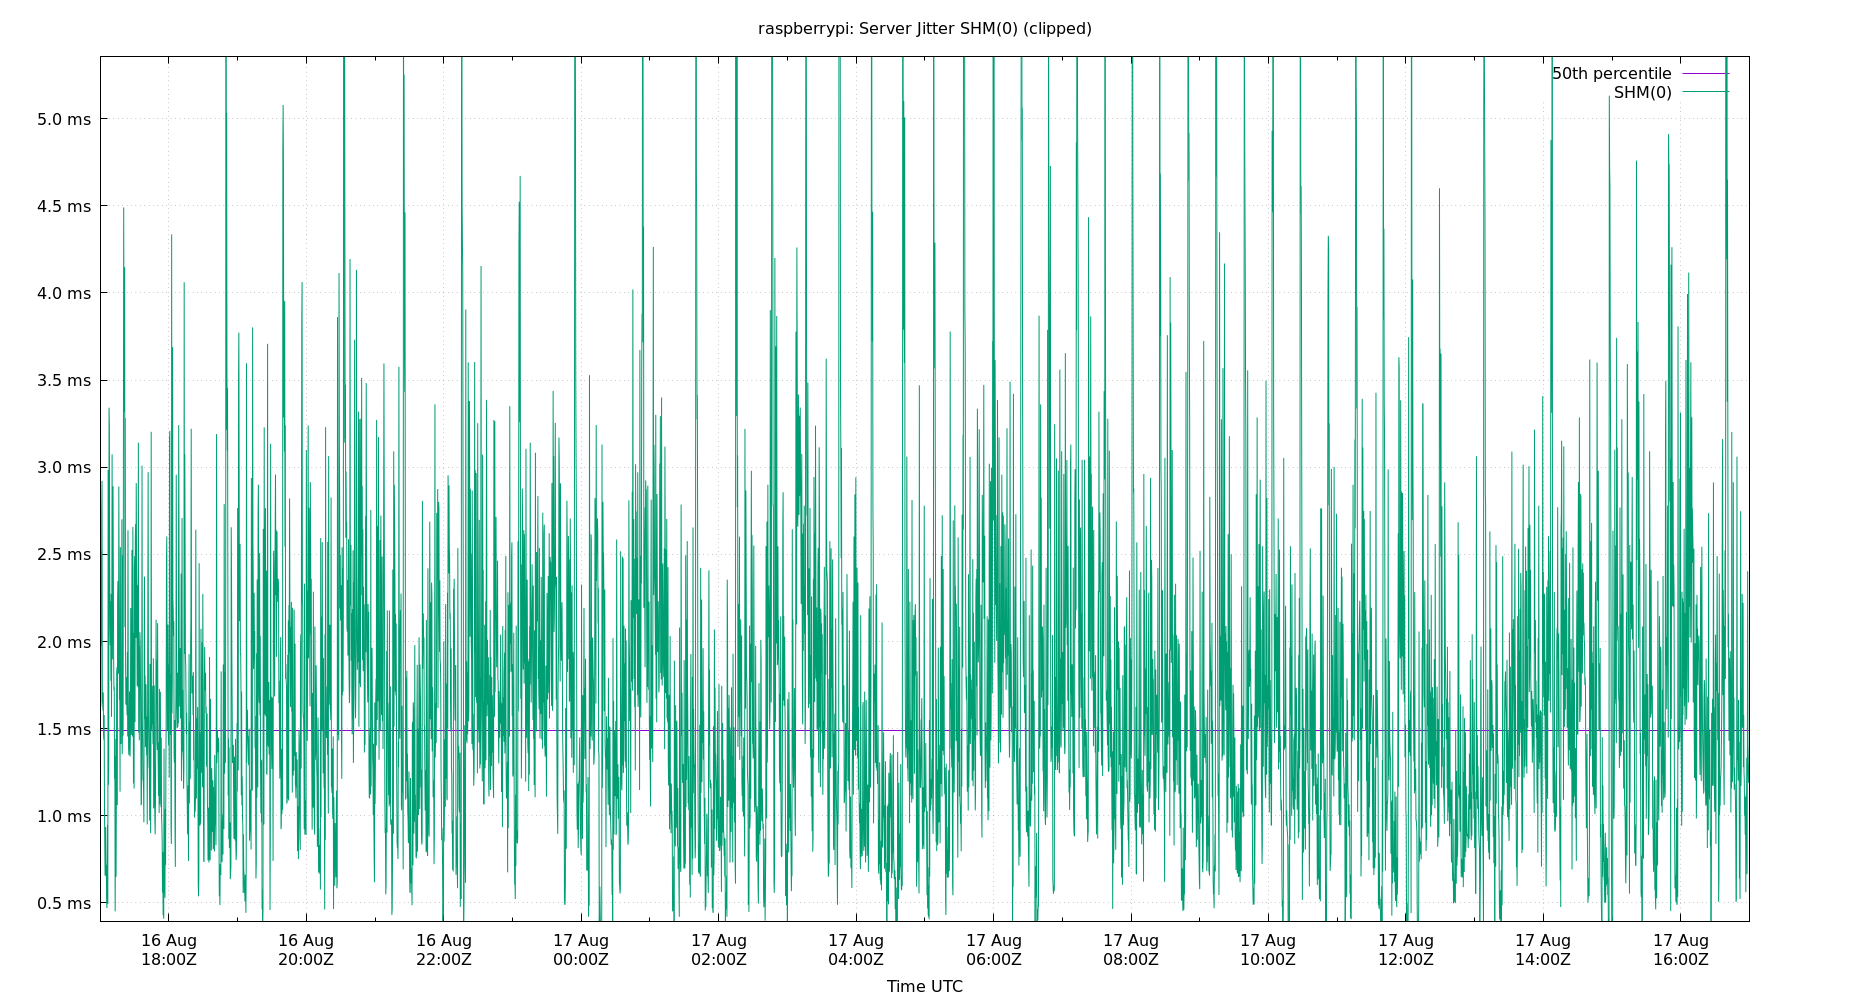 raspberrypi: Server Jitter SHM(0) (clipped)
50th percentile
SHM(0)
5.0 ms
4.5 ms
4.0 ms
3.5 ms
3.0 ms
2.5 ms
2.0 ms
1.5 ms
1.0 ms
0.5 ms
16 Aug 16 Aug 16 Aug 17 Aug 17 Aug 17 Aug 17 Aug 17 Aug 17 Aug 17 Aug 17 Aug 17 Aug
18:00Z 20:00Z 22:00Z 00:00Z 02:00Z 04:00Z 06:00Z 08:00Z 10:00Z 12:00Z 14:00Z 16:00Z
Time UTC